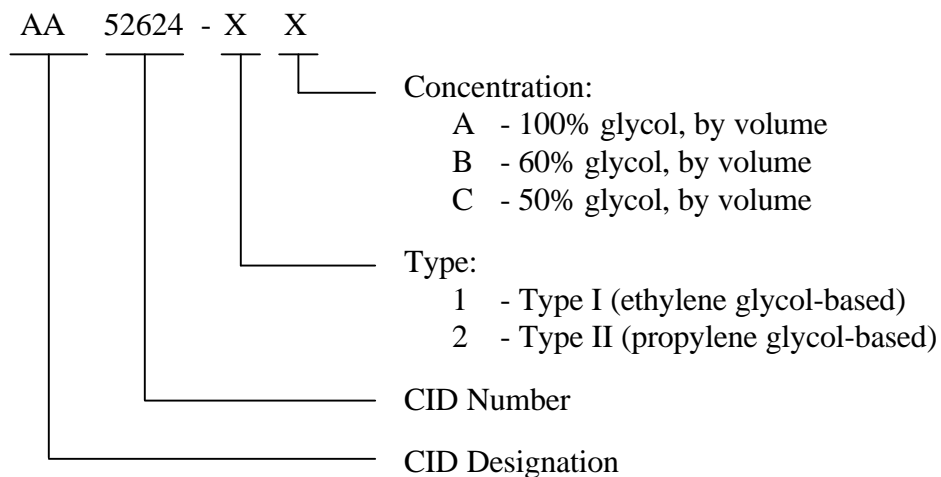 AA 52624 - X X
Concentration:
A - 100% glycol, by volume
B - 60% glycol, by volume
C - 50% glycol, by volume
Type:
1 - Type I (ethylene glycol-based)
2 - Type II (propylene glycol-based)
CID Number
CID Designation